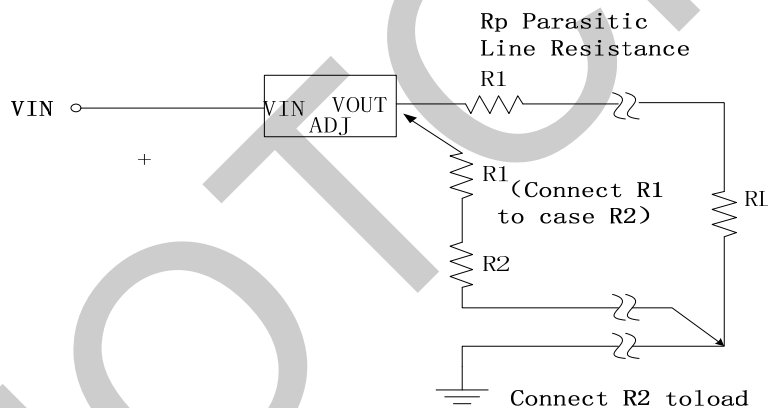 Rp Parasitic
Line Resistance
R1
VIN
VIN VOUT
ADJ
R1
(Connect R1
to case R2)
RL
R2
Connect R2 toload